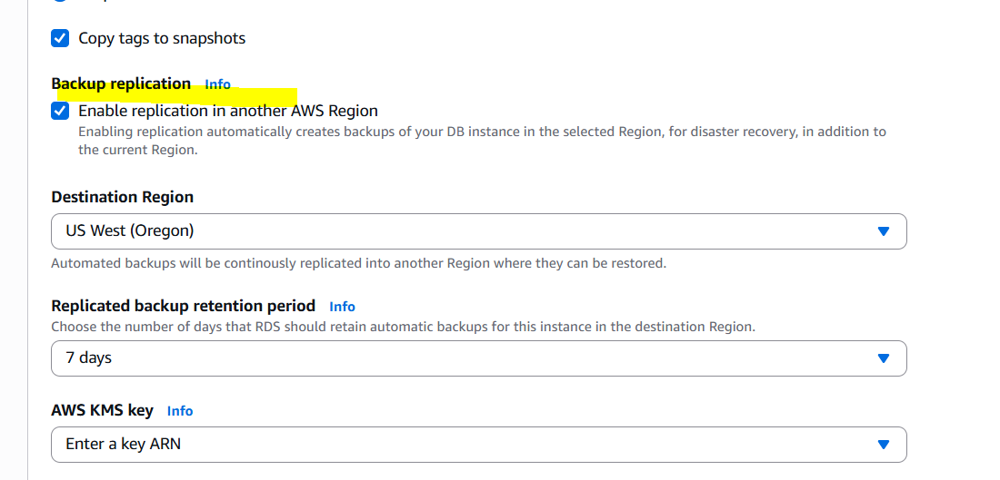 Copy tags to snapshots
Backup replication Info
Enable replication in another AWS Region
Enabling replication automatically creates backups of your DB instance in the selected Region, for disaster recovery, in addition to
the current Region.
Destination Region
US West (Oregon)
Automated backups will be continously replicated into another Region where they can be restored.
Replicated backup retention period Info
Choose the number of days that RDS should retain automatic backups for this instance in the destination Region.
7 days
AWS KMS key Info
Enter a key ARN